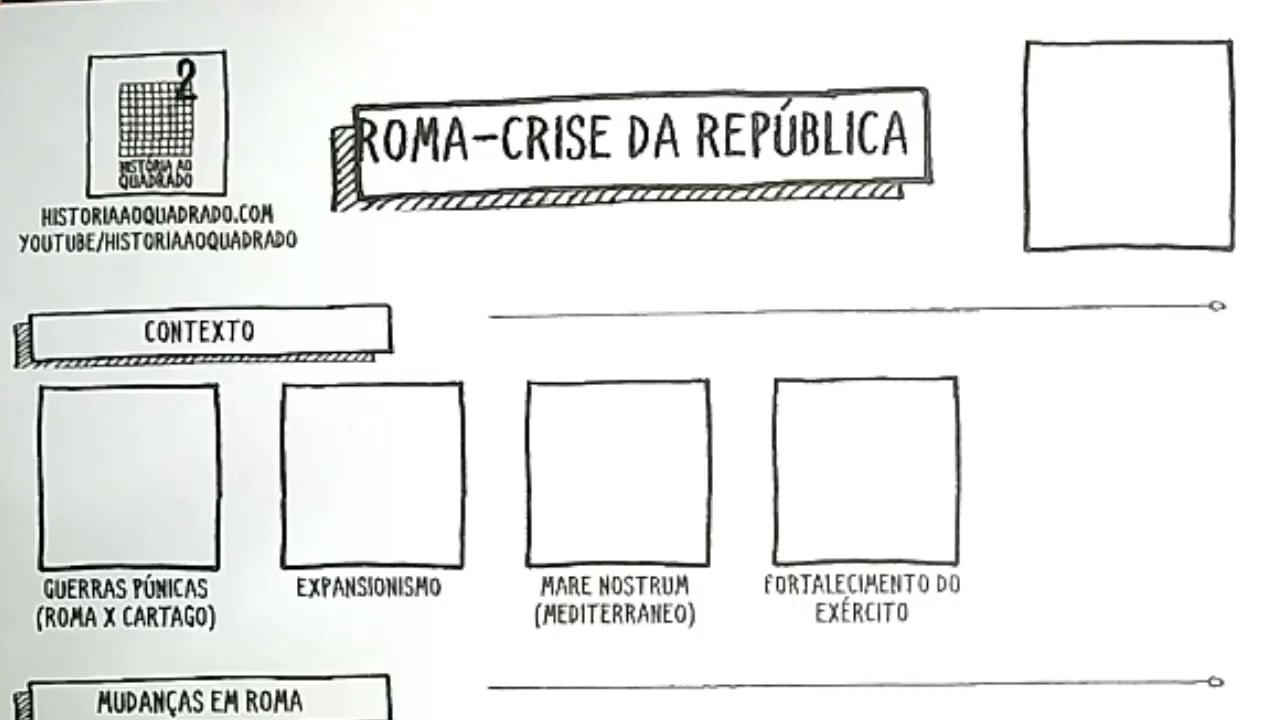 2
HISTÓRIA AO
QUADRADO
HISTORIAAOQUADRADO.COM
YOUTUBE/HISTORIAAOQUADRADO
ROMA-CRISE DA REPÚBLICA
CONTEXTO
GUERRAS PÚNICAS
(ROMA X CARTAGO)
EXPANSIONISMO
MARE NOSTRUM
(MEDITERRANEO)
FORTALECIMENTO DO
EXÉRCITO
MUDANÇAS EM ROMA